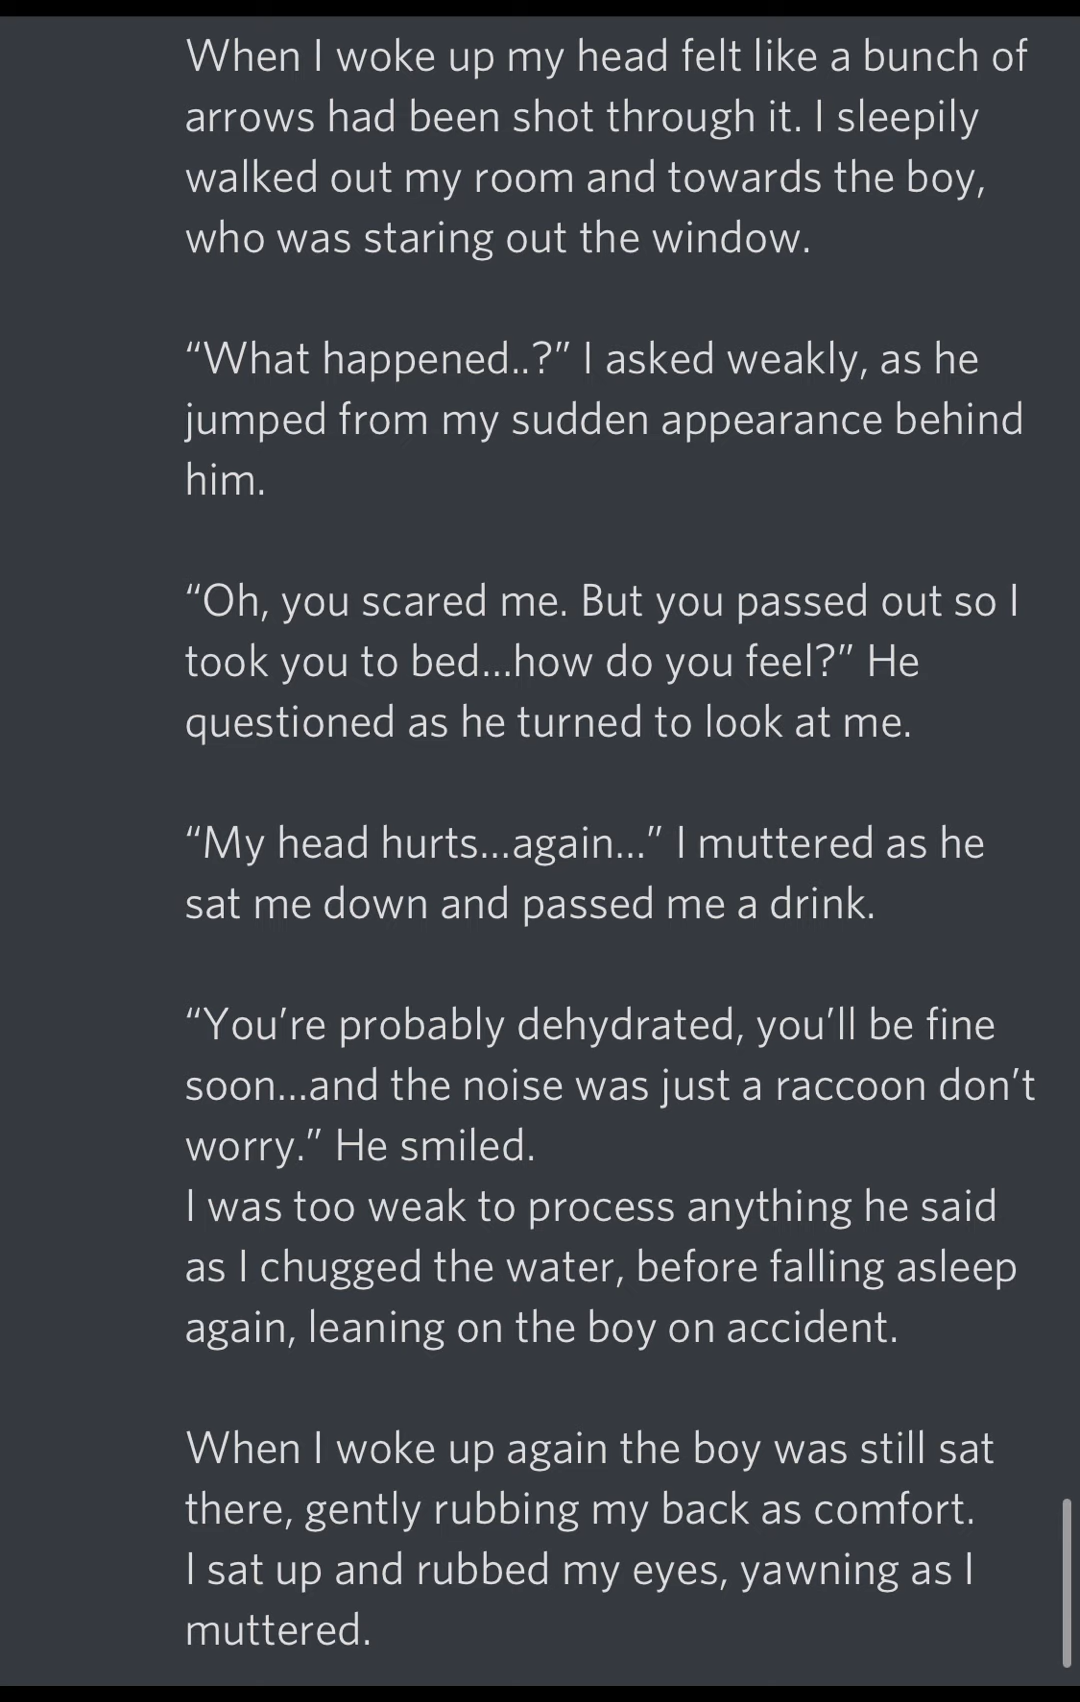 When I woke up my head felt like a bunch of
arrows had been shot through it. I sleepily
walked out my room and towards the boy,
who was staring out the window.
“What happened..?” I asked weakly, as he
jumped from my sudden appearance behind
him.
“Oh, you scared me. But you passed out so I
took you to bed...how do you feel?” He
questioned as he turned to look at me.
“My head hurts...again...” I muttered as he
sat me down and passed me a drink.
“You’re probably dehydrated, you’ll be fine
soon...and the noise was just a raccoon don’t
worry.” He smiled.
I was too weak to process anything he said
as I chugged the water, before falling asleep
again, leaning on the boy on accident.
When I woke up again the boy was still sat
there, gently rubbing my back as comfort.
I sat up and rubbed my eyes, yawning as I
muttered.